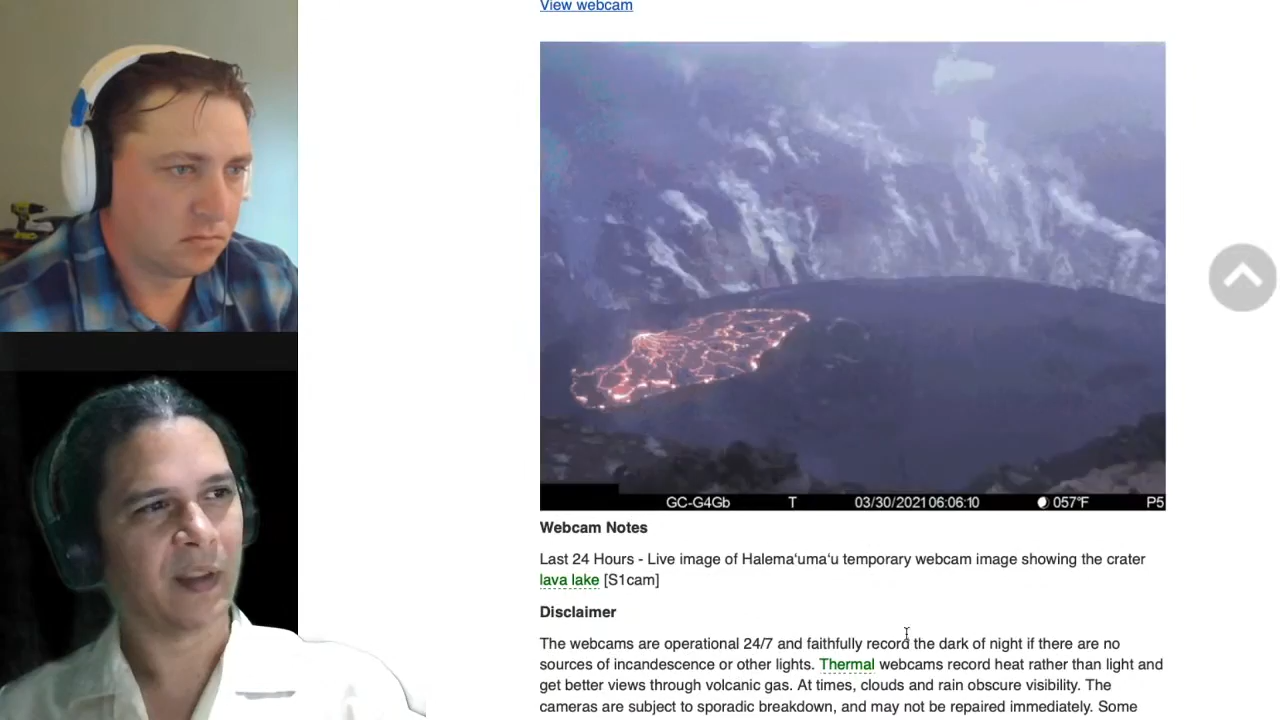 View webcam
GC-G4Gb T 03/30/2021 06:06:10 057°F P5
Webcam Notes
Last 24 Hours - Live image of Halemaʻumaʻu temporary webcam image showing the crater
lava lake [S1cam]
Disclaimer
The webcams are operational 24/7 and faithfully record the dark of night if there are no
sources of incandescence or other lights. Thermal webcams record heat rather than light and
get better views through volcanic gas. At times, clouds and rain obscure visibility. The
cameras are subject to sporadic breakdown, and may not be repaired immediately. Some